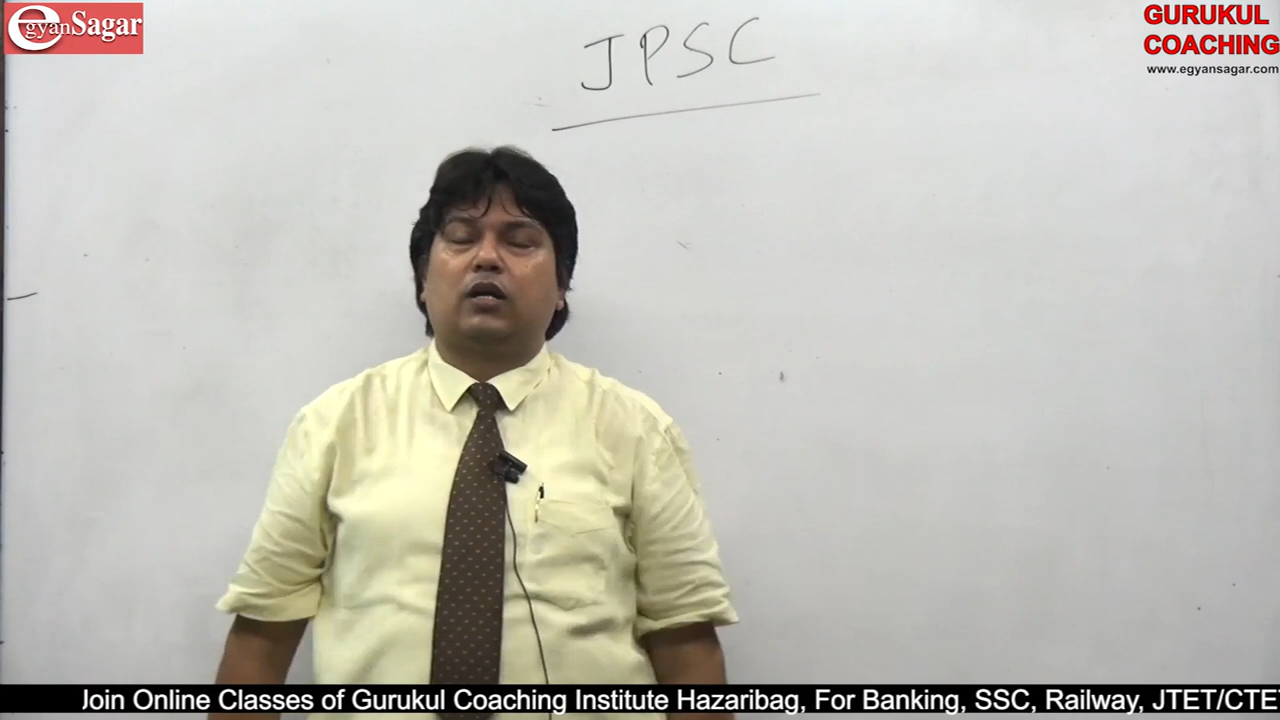 egyanSagar
JPSC
GURUKUL
COACHING
www.egyansagar.com
Join Online Classes of Gurukul Coaching Institute Hazaribag, For Banking, SSC, Railway, JTET/CTET